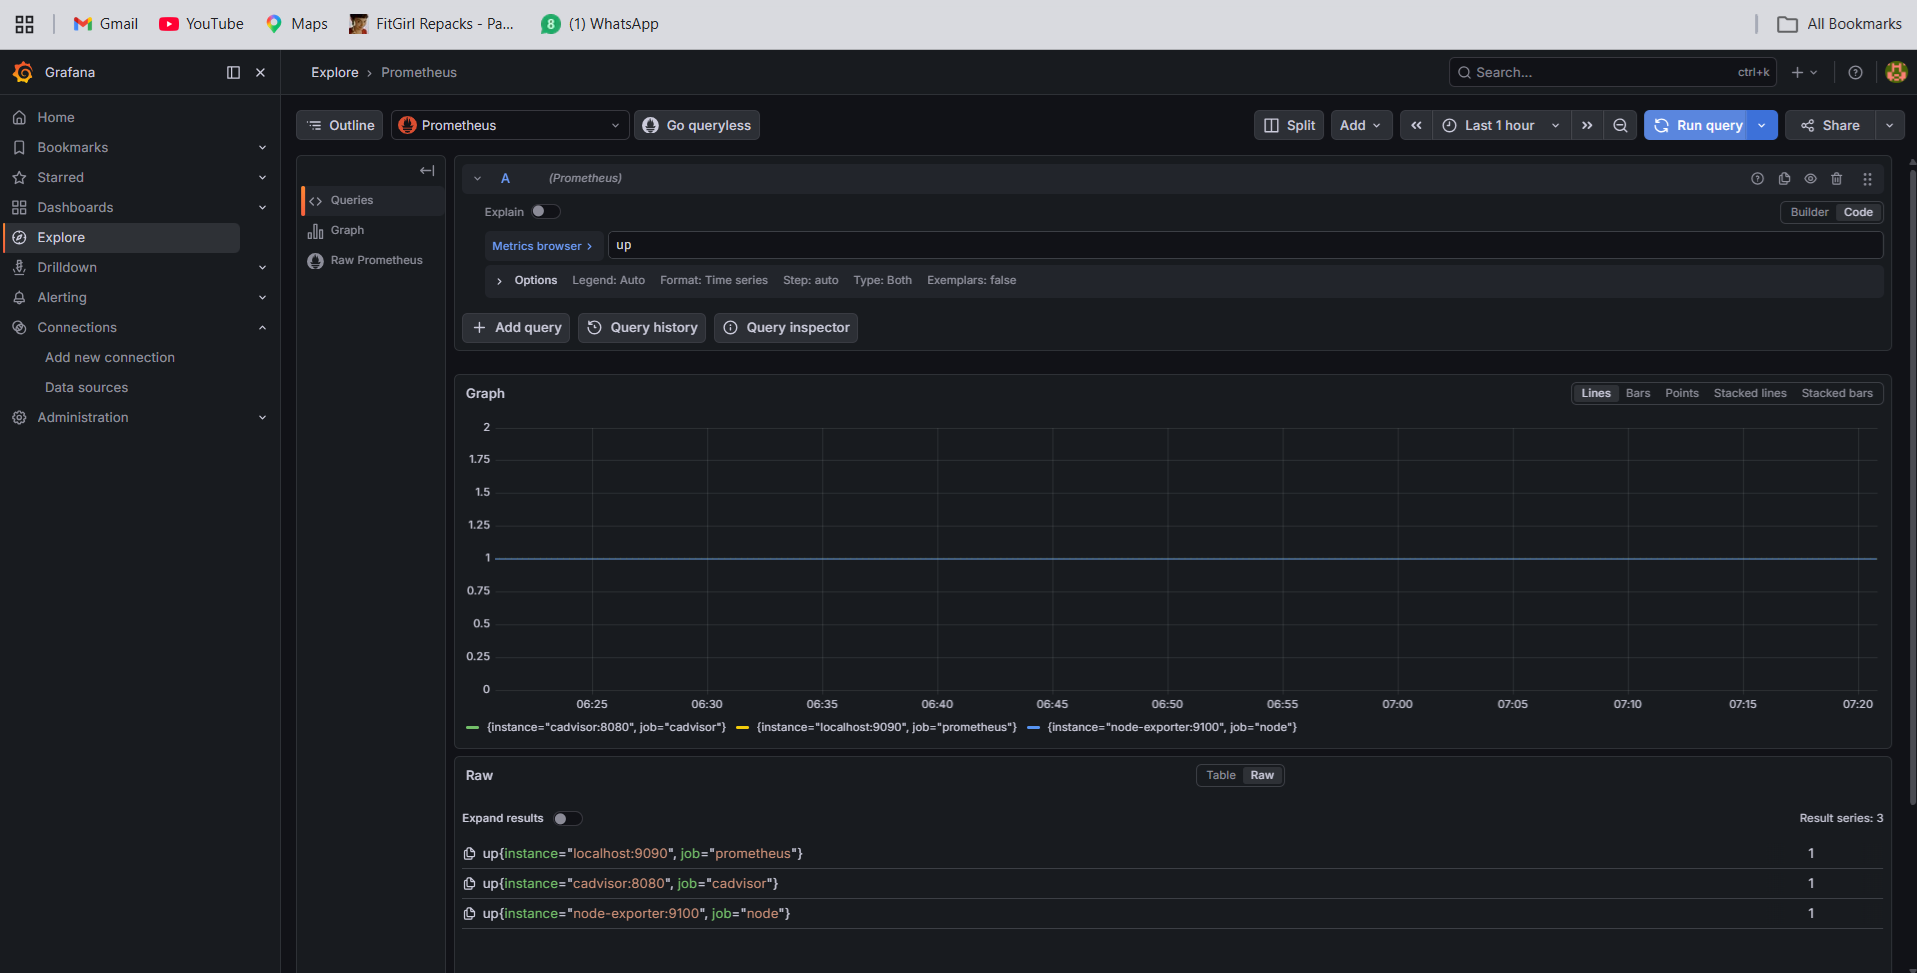 Gmail YouTube Maps FitGirl Repacks - Pa... 8 (1) WhatsApp All Bookmarks
Grafana Explore › Prometheus Search... ctrl+k
Home
Bookmarks
Starred
Dashboards
Explore
Drilldown
Alerting
Connections
Add new connection
Data sources
Administration
Outline Prometheus Go queryless Split Add Last 1 hour Run query Share
Queries
Graph
Raw Prometheus
A (Prometheus)
Explain Builder Code
Metrics browser › up
Options Legend: Auto Format: Time series Step: auto Type: Both Exemplars: false
+ Add query Query history Query inspector
Graph Lines Bars Points Stacked lines Stacked bars
2
1.75
1.5
1.25
1
0.75
0.5
0.25
0
06:25 06:30 06:35 06:40 06:45 06:50 06:55 07:00 07:05 07:10 07:15 07:20
{instance="cadvisor:8080", job="cadvisor"} {instance="localhost:9090", job="prometheus"} {instance="node-exporter:9100", job="node"}
Raw Table Raw
Expand results Result series: 3
up{instance="localhost:9090", job="prometheus"} 1
up{instance="cadvisor:8080", job="cadvisor"} 1
up{instance="node-exporter:9100", job="node"} 1